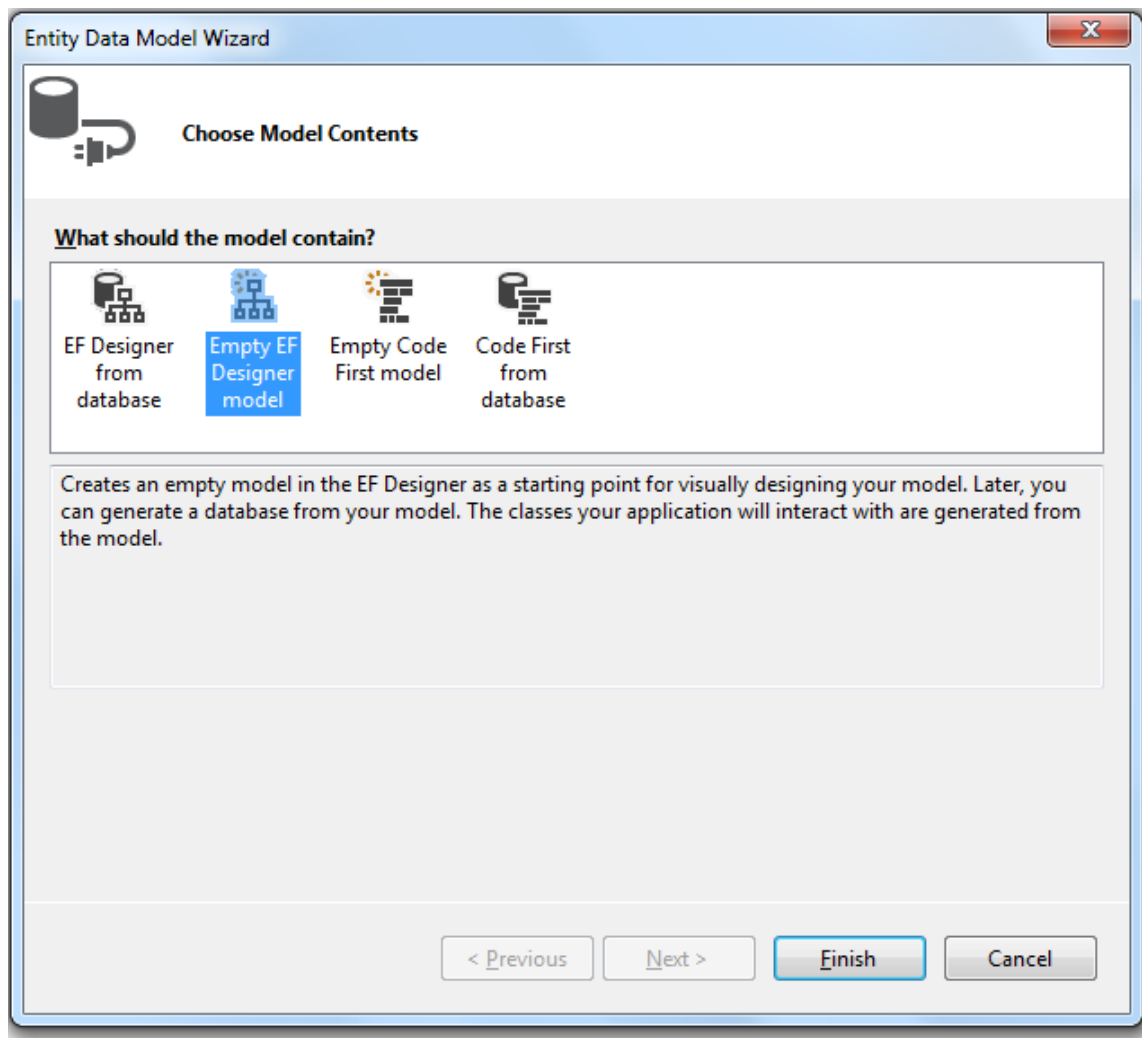 Entity Data Model Wizard
x
Choose Model Contents
What should the model contain?
EF Designer
from
database
Empty EF
Designer
model
Empty Code
First model
Code First
from
database
Creates an empty model in the EF Designer as a starting point for visually designing your model. Later, you
can generate a database from your model. The classes your application will interact with are generated from
the model.
< Previous
Next >
Finish
Cancel